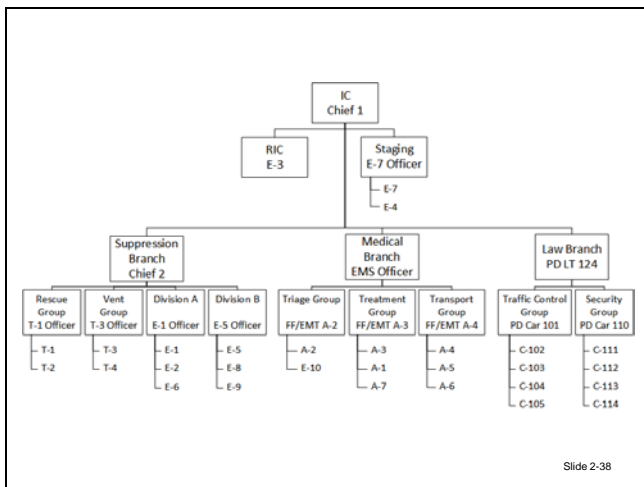 IC
Chief 1
RIC
E-3
Staging
E-7 Officer
E-7
E-4
Suppression
Branch
Chief 2
Medical
Branch
EMS Officer
Law Branch
PD LT 124
Rescue
Group
T-1 Officer
T-1
T-2
Vent
Group
T-3 Officer
T-3
T-4
Division A
E-1 Officer
E-1
E-2
E-6
Division B
E-5 Officer
E-5
E-8
E-9
Triage Group
FF/EMT A-2
A-2
E-10
Treatment
Group
FF/EMT A-3
A-3
A-1
A-7
Transport
Group
FF/EMT A-4
A-4
A-5
A-6
Traffic Control
Group
PD Car 101
C-102
C-103
C-104
C-105
Security
Group
PD Car 110
C-111
C-112
C-113
C-114
Slide 2-38